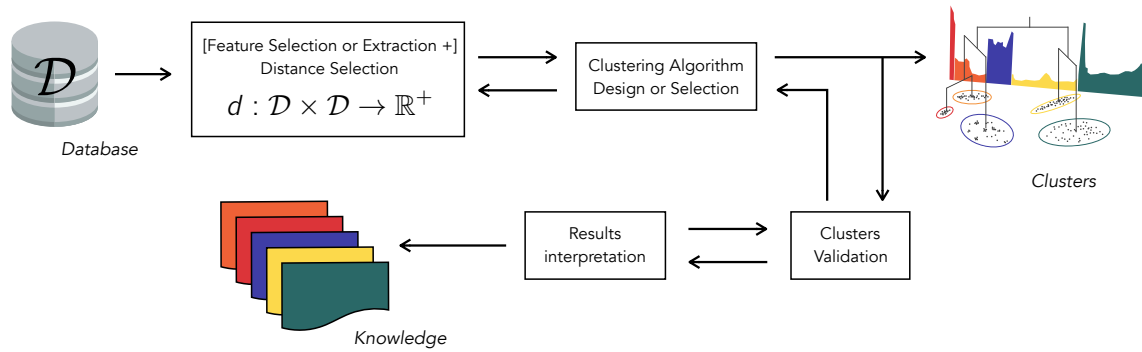 𝒟
Database
[Feature Selection or Extraction +]
Distance Selection
d : 𝒟 × 𝒟 → ℝ⁺
Clustering Algorithm
Design or Selection
Clusters
Clusters
Validation
Results
interpretation
Knowledge